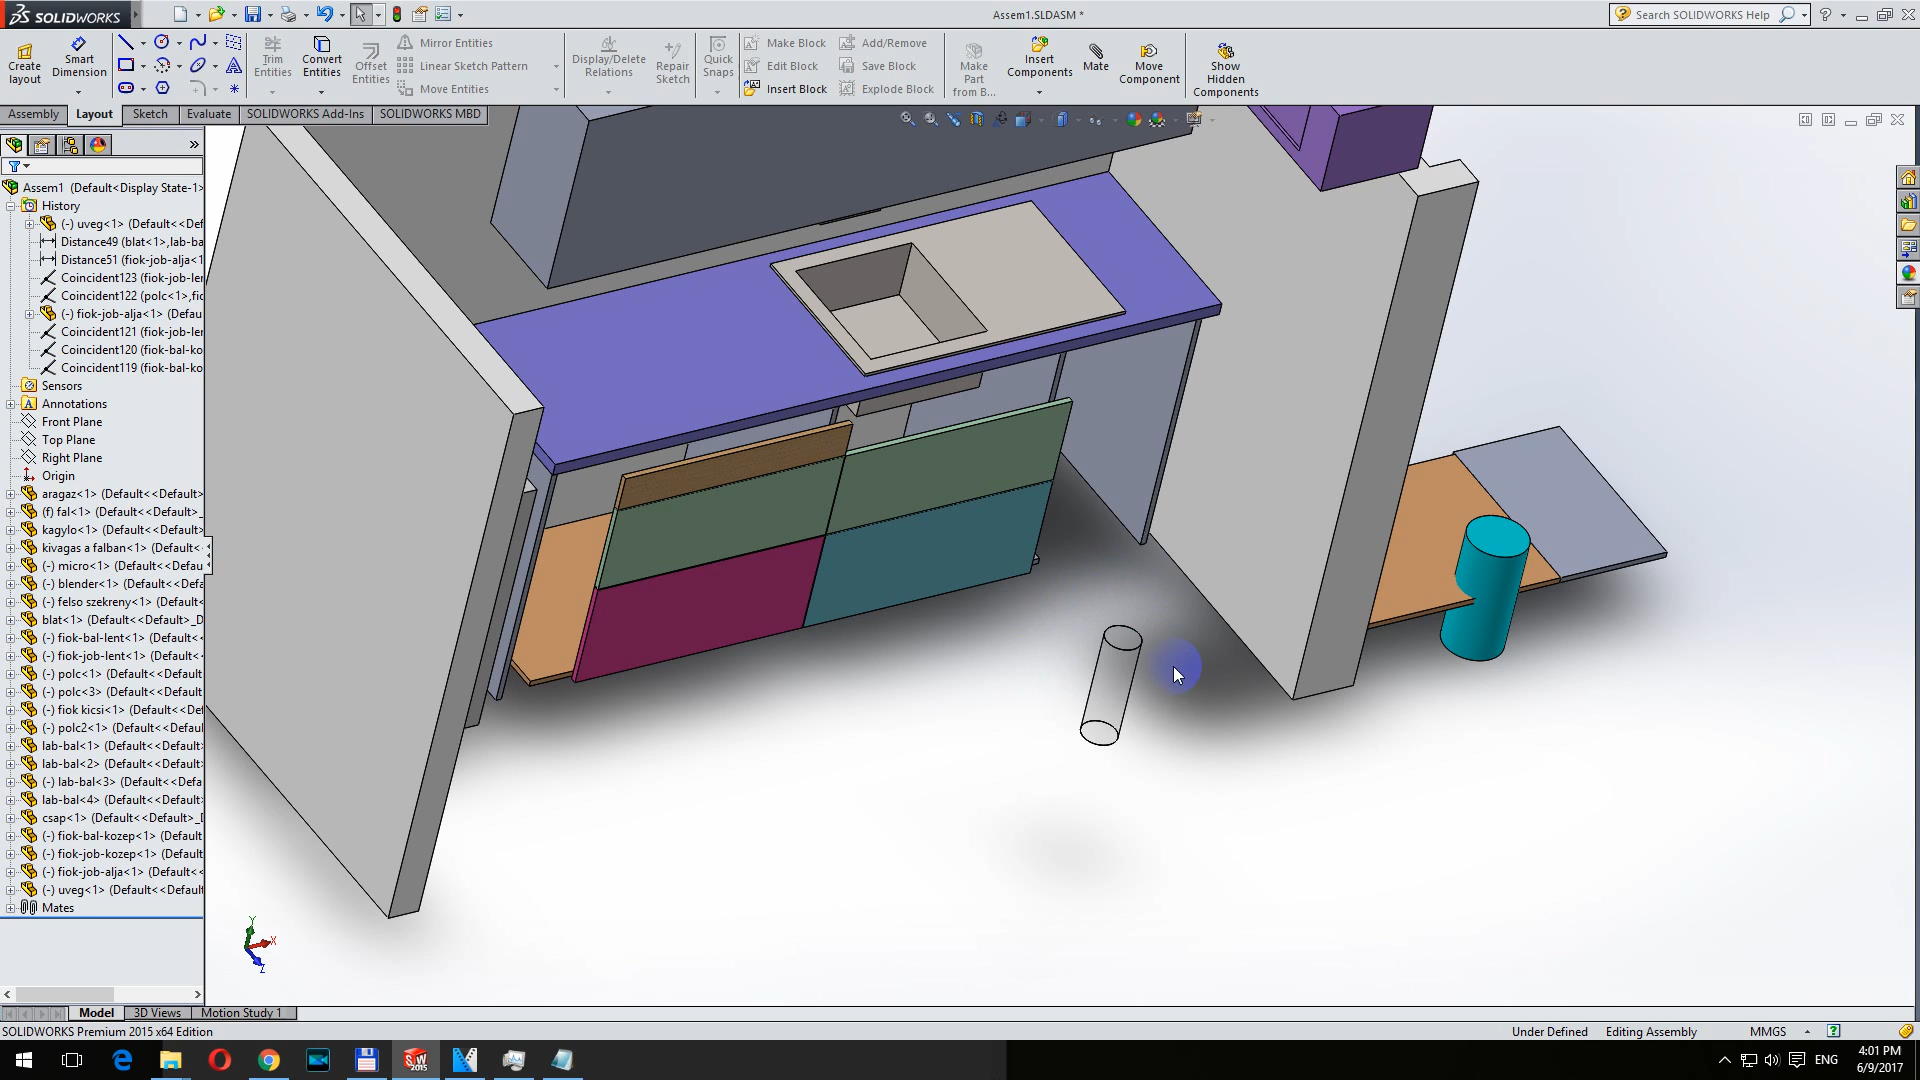 SOLIDWORKS
Assem1.SLDASM *
Search SOLIDWORKS Help
Create layout
Smart Dimension
Trim Entities
Convert Entities
Offset Entities
Mirror Entities
Linear Sketch Pattern
Move Entities
Display/Delete Relations
Repair Sketch
Quick Snaps
Make Block
Edit Block
Insert Block
Add/Remove
Save Block
Explode Block
Make Part from B...
Insert Components
Mate
Move Component
Show Hidden Components
Assembly
Layout
Sketch
Evaluate
SOLIDWORKS Add-Ins
SOLIDWORKS MBD
Assem1 (Default<Display State-1>
History
(-) uveg<1> (Default<<Def
Distance49 (blat<1>,lab-ba
Distance51 (fiok-job-alja<1
Coincident123 (fiok-job-ler
Coincident122 (polc<1>,fic
(-) fiok-job-alja<1> (Defau
Coincident121 (fiok-job-ler
Coincident120 (fiok-bal-ko
Coincident119 (fiok-bal-ko
Sensors
Annotations
Front Plane
Top Plane
Right Plane
Origin
aragaz<1> (Default<<Default>
(f) fal<1> (Default<<Default>_
kagylo<1> (Default<<Default>
kivagas a falban<1> (Default<
(-) micro<1> (Default<<Defau
(-) blender<1> (Default<<Defa
(-) felso szekreny<1> (Default<
blat<1> (Default<<Default>_D
(-) fiok-bal-lent<1> (Default<<
(-) fiok-job-lent<1> (Default<<
(-) polc<1> (Default<<Default>
(-) polc<3> (Default<<Default>
(-) fiok kicsi<1> (Default<<Def
(-) polc2<1> (Default<<Default
lab-bal<1> (Default<<Default>
lab-bal<2> (Default<<Default>
(-) lab-bal<3> (Default<<Defa
lab-bal<4> (Default<<Default>
csap<1> (Default<<Default>_
(-) fiok-bal-kozep<1> (Default
(-) fiok-job-kozep<1> (Default
(-) fiok-job-alja<1> (Default<<
(-) uveg<1> (Default<<Default
Mates
Y
X
Z
Model
3D Views
Motion Study 1
SOLIDWORKS Premium 2015 x64 Edition
Under Defined
Editing Assembly
MMGS
ENG
4:01 PM
6/9/2017